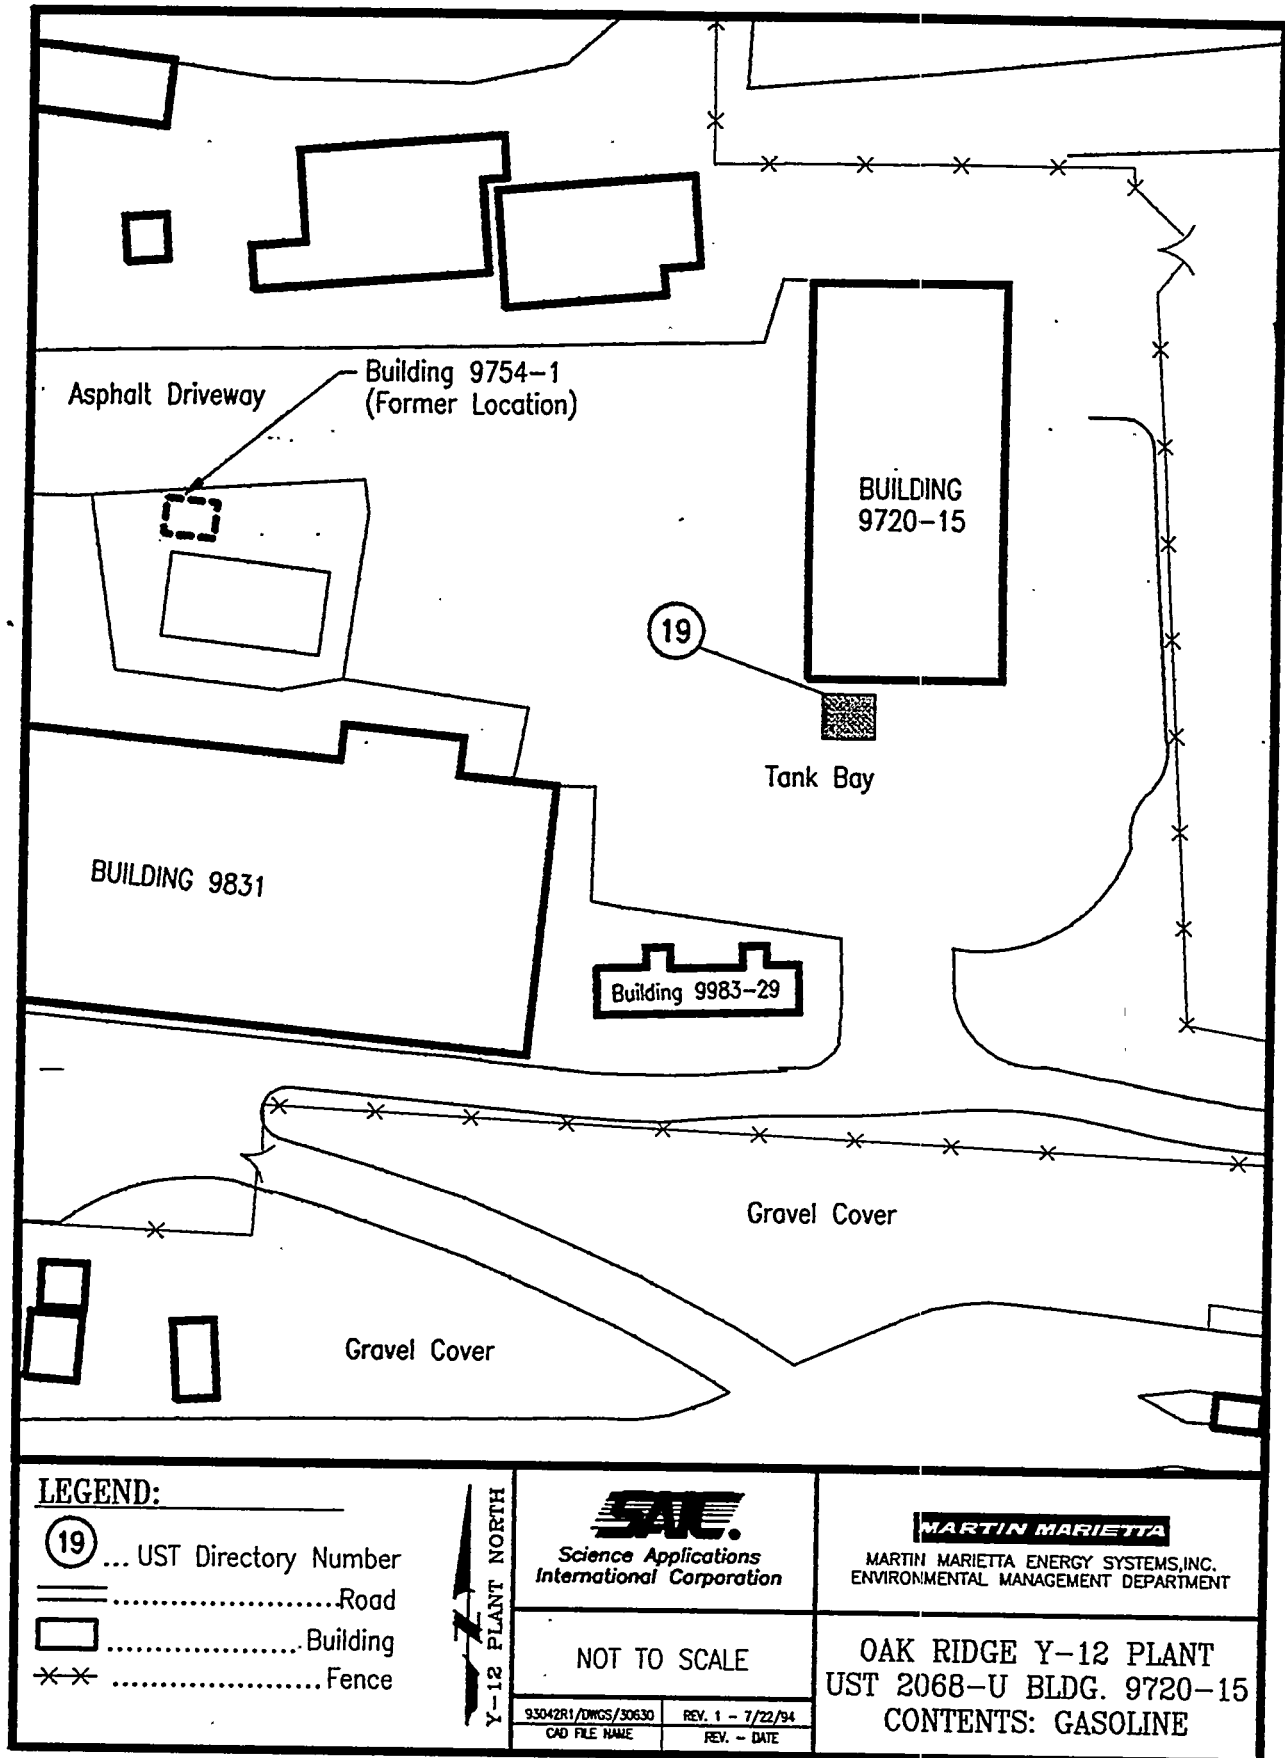 Building 9754-1
(Former Location)
Asphalt Driveway
BUILDING
9720-15
19
Tank Bay
BUILDING 9831
Building 9983-29
Gravel Cover
Gravel Cover
LEGEND:
19 ... UST Directory Number
.....................Road
.................. Building
.................... Fence
Y-12 PLANT NORTH
N
SAIC.
Science Applications
International Corporation
NOT TO SCALE
93042R1/DWGS/30630
CAD FILE NAME
REV. 1 - 7/22/94
REV. - DATE
MARTIN MARIETTA
MARTIN MARIETTA ENERGY SYSTEMS,INC.
ENVIRONMENTAL MANAGEMENT DEPARTMENT
OAK RIDGE Y-12 PLANT
UST 2068-U BLDG. 9720-15
CONTENTS: GASOLINE